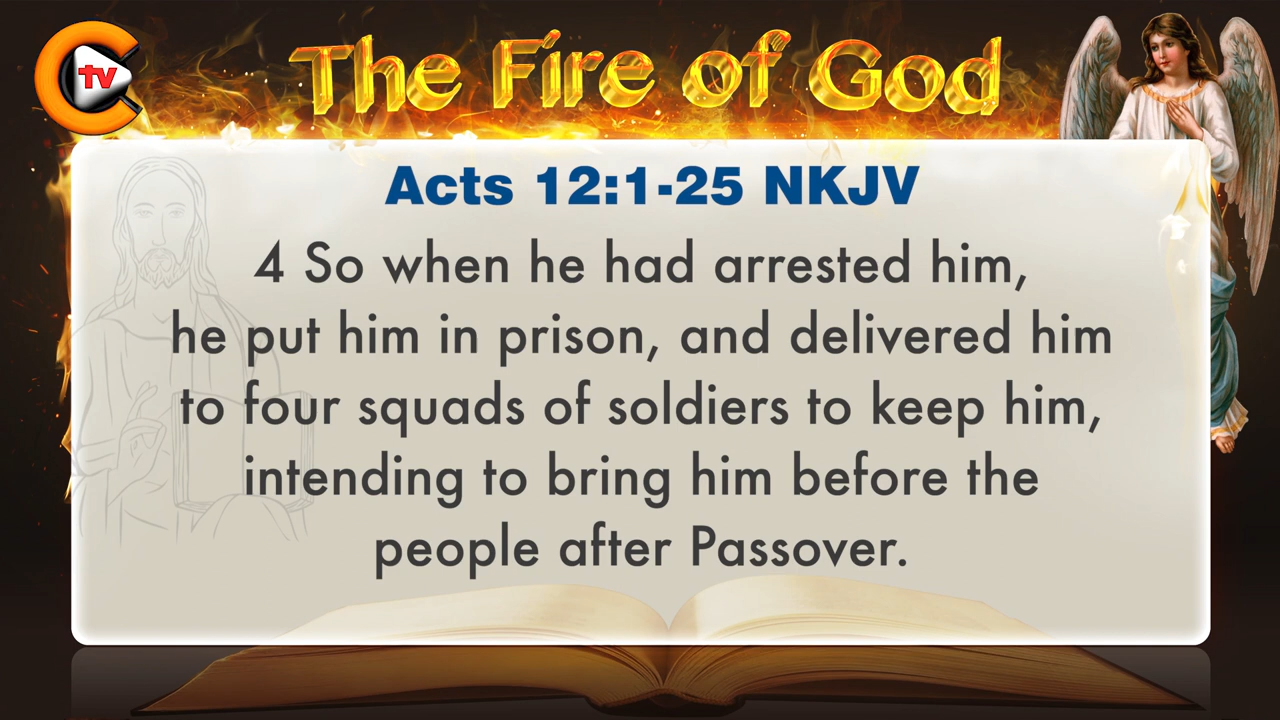 tv
The Fire of God
Acts 12:1-25 NKJV
4 So when he had arrested him,
he put him in prison, and delivered him
to four squads of soldiers to keep him,
intending to bring him before the
people after Passover.